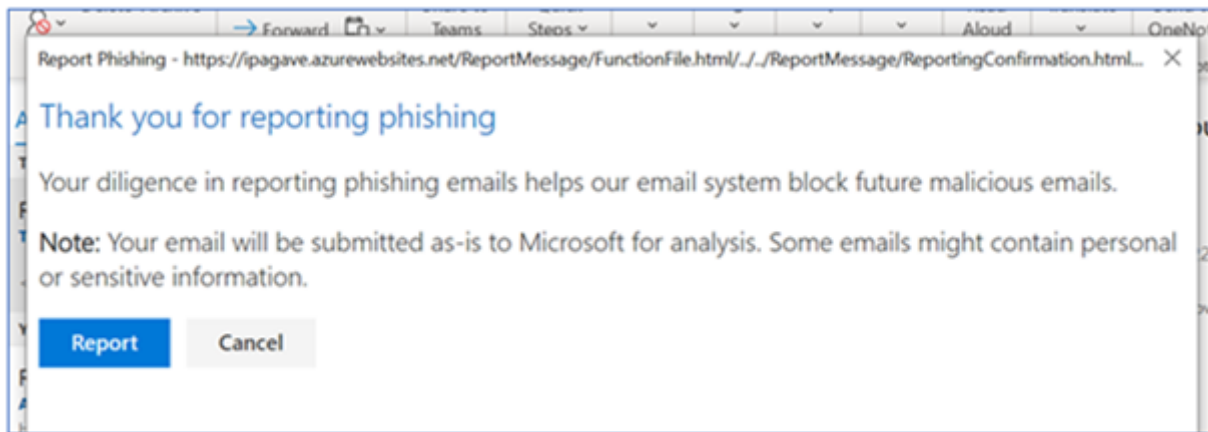 Forward
Teams
Steps
Aloud
Report Phishing - https://ipagave.azurewebsites.net/ReportMessage/FunctionFile.html/../../ReportMessage/ReportingConfirmation.html...
Thank you for reporting phishing
Your diligence in reporting phishing emails helps our email system block future malicious emails.
Note: Your email will be submitted as-is to Microsoft for analysis. Some emails might contain personal
or sensitive information.
Report
Cancel